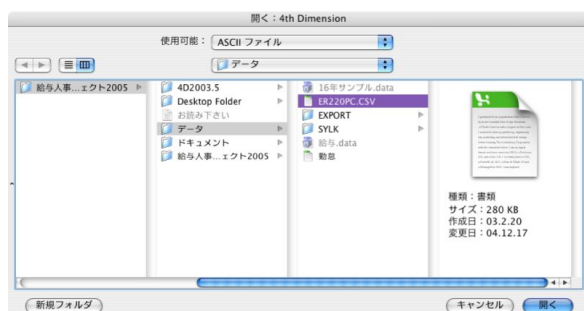 開く：4th Dimension
使用可能： ASCII ファイル
データ
給与人事...ェクト2005
4D2003.5
Desktop Folder
お読み下さい
データ
ドキュメント
給与人事...ェクト2005
16年サンプル.data
ER220PC.CSV
EXPORT
SYLK
給与.data
勤怠
種類：書類
サイズ：280 KB
作成日：03.2.20
変更日：04.12.17
新規フォルダ
キャンセル
開く